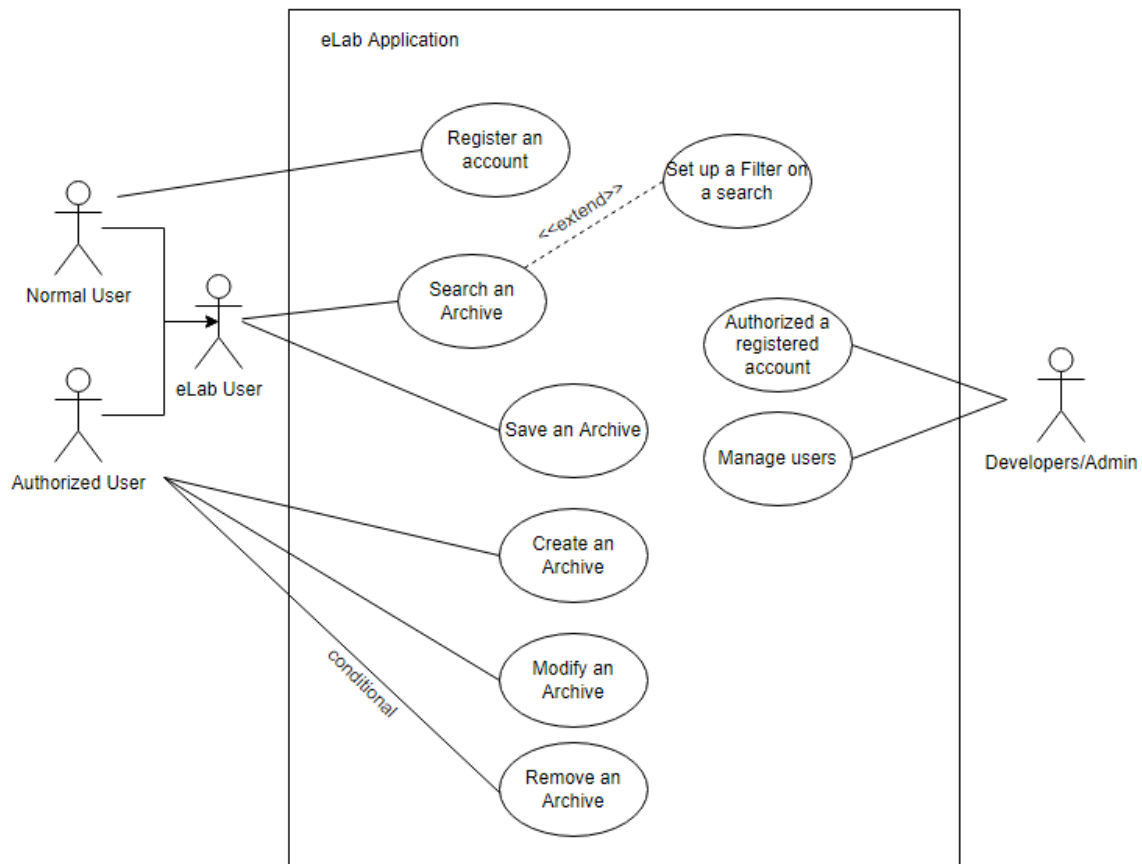 eLab Application
Register an
account
Set up a Filter on
a search
<<extend>>
Normal User
Search an
Archive
eLab User
Authorized a
registered
account
Save an Archive
Manage users
Developers/Admin
Authorized User
Create an
Archive
conditional
Modify an
Archive
Remove an
Archive